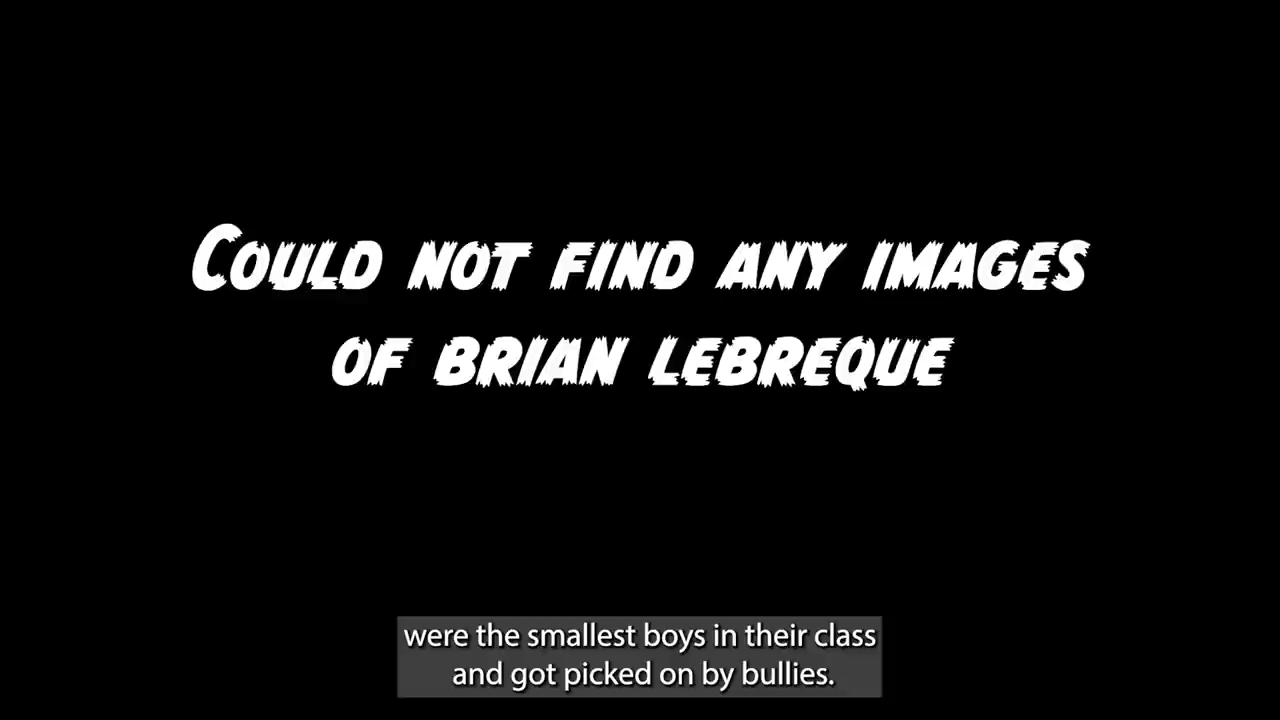 Could not find any images
of Brian Lebreque
were the smallest boys in their class
and got picked on by bullies.